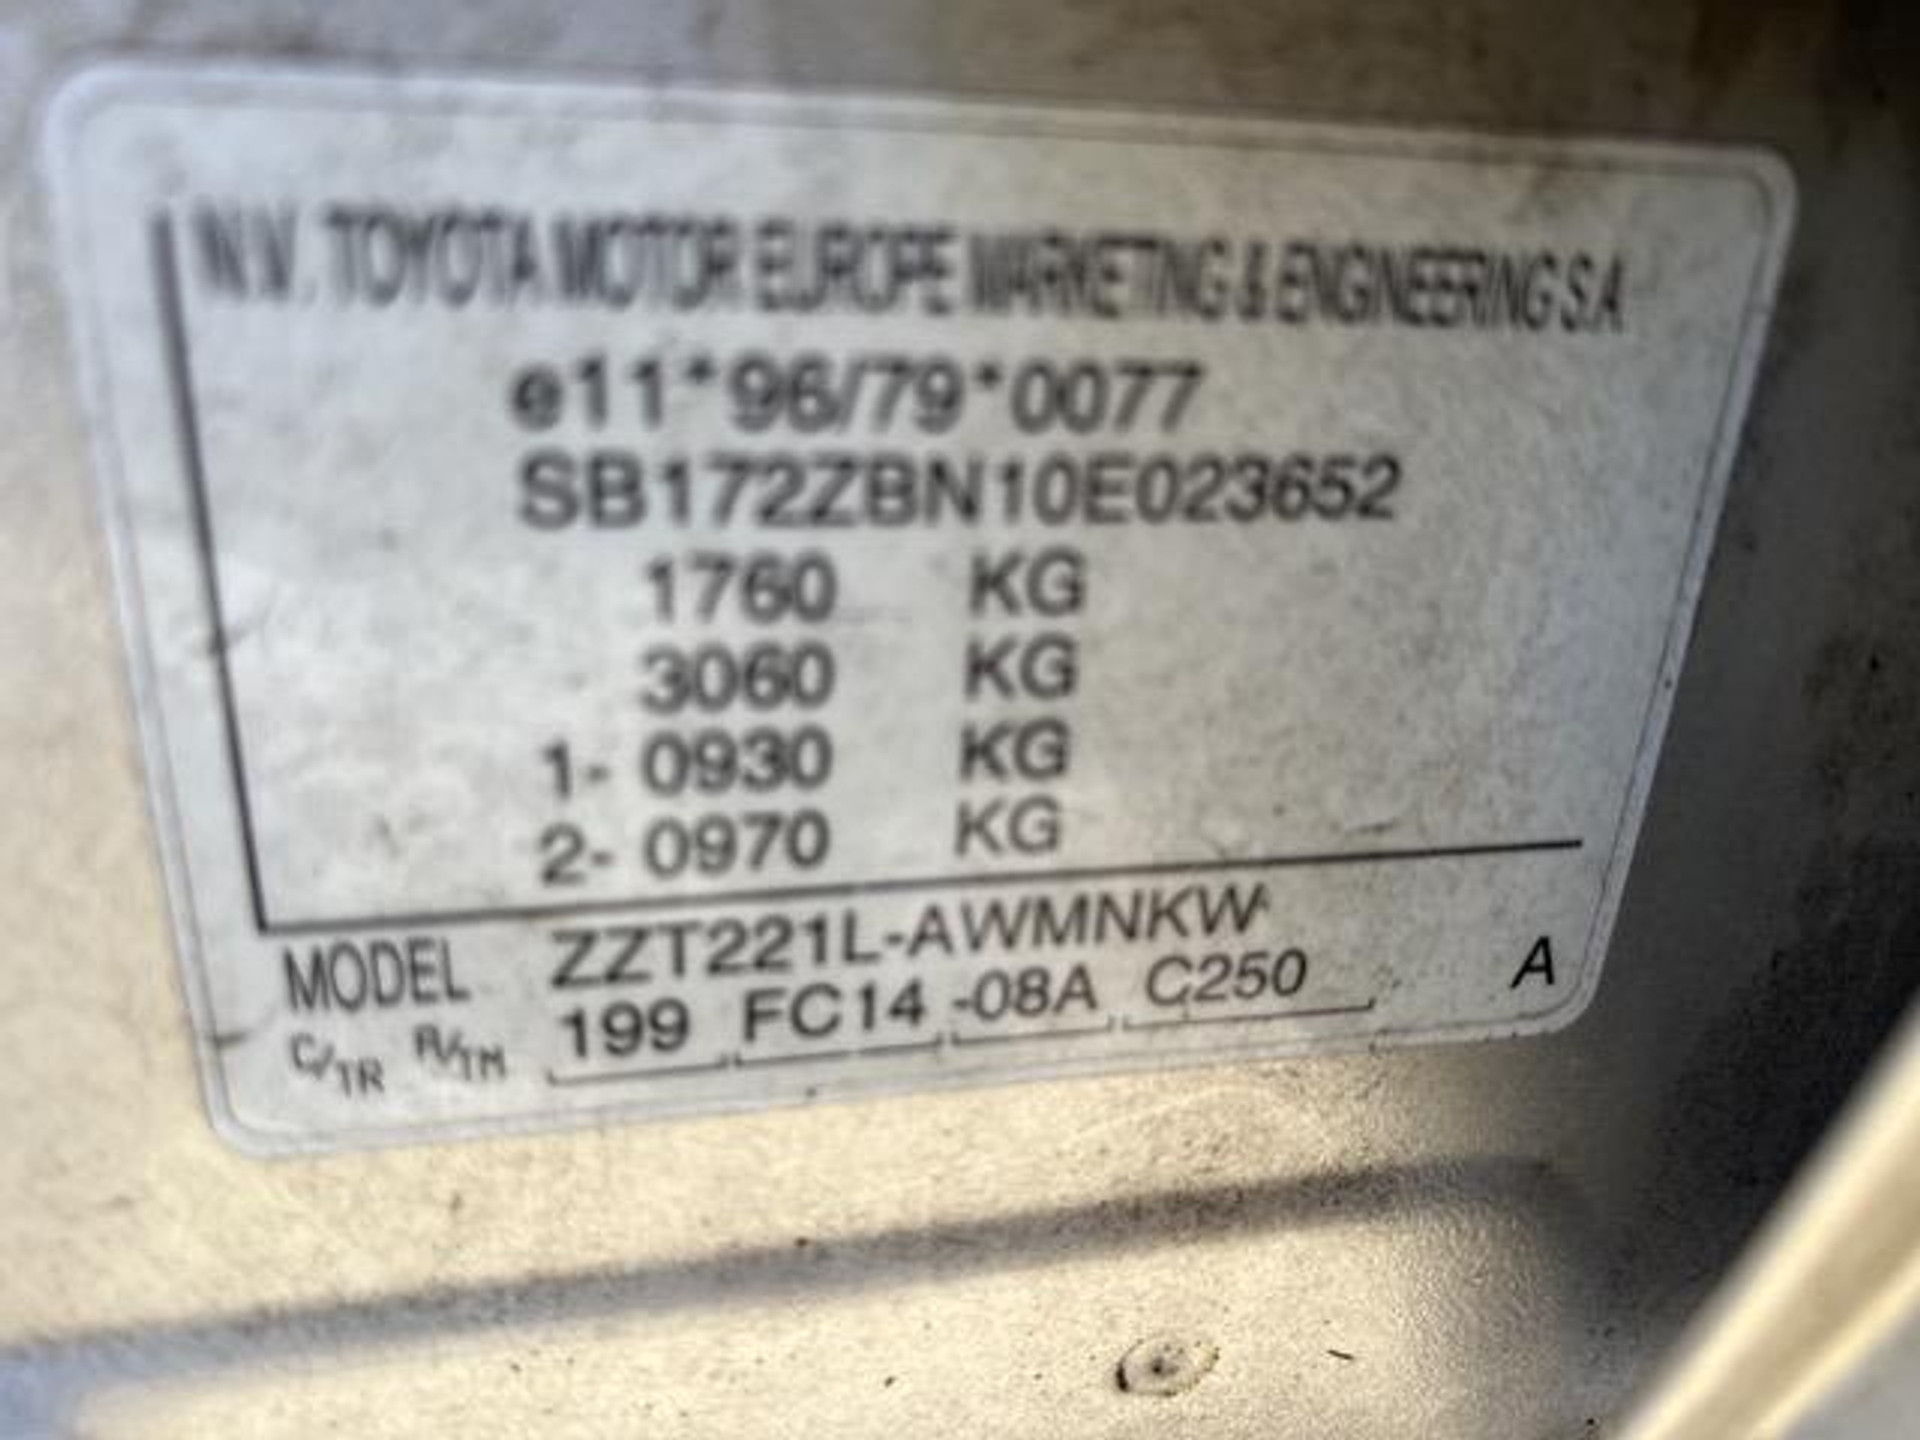 N.V. TOYOTA MOTOR EUROPE MARKETING & ENGINEERING S.A
e11*96/79*0077
SB172ZBN10E023652
1760 KG
3060 KG
1- 0930 KG
2- 0970 KG
MODEL ZZT221L-AWMNKW
C/TR A/TM 199 FC14 -08A C250 A